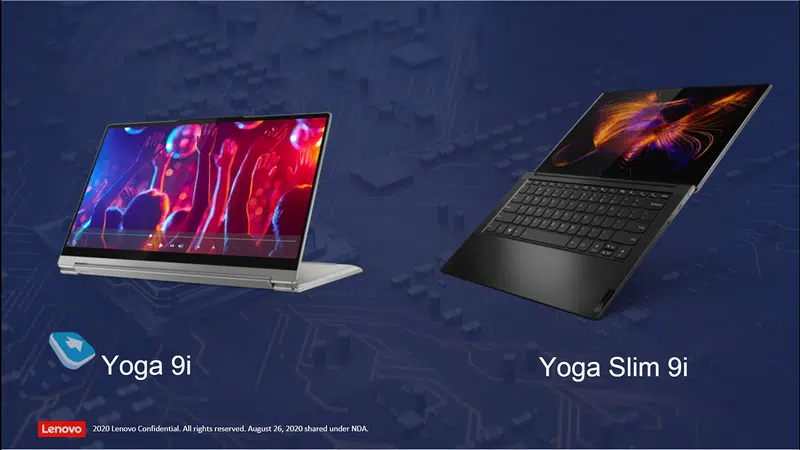 Yoga 9i
Yoga Slim 9i
Lenovo
2020 Lenovo Confidential. All rights reserved. August 26, 2020 shared under NDA.